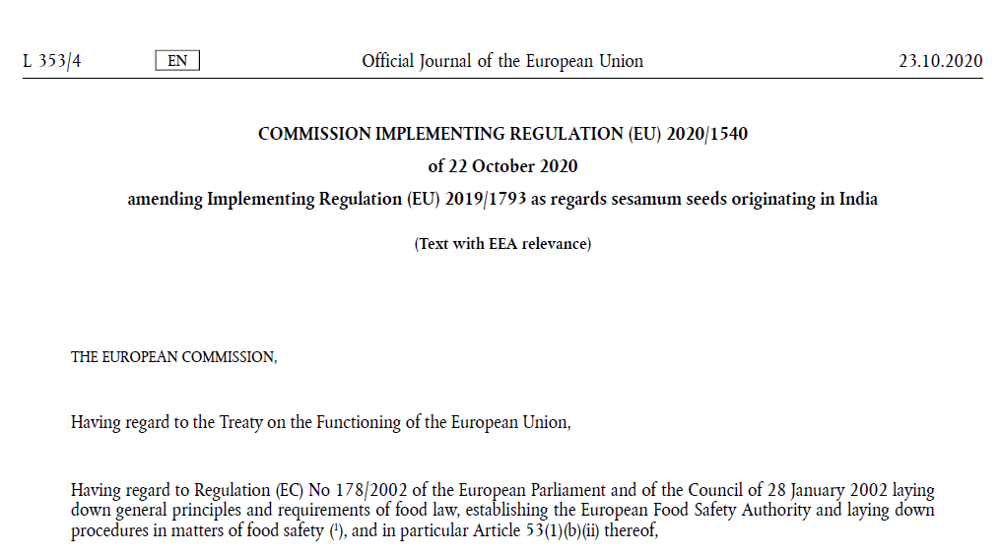 L 353/4 EN Official Journal of the European Union 23.10.2020
COMMISSION IMPLEMENTING REGULATION (EU) 2020/1540
of 22 October 2020
amending Implementing Regulation (EU) 2019/1793 as regards sesamum seeds originating in India
(Text with EEA relevance)
THE EUROPEAN COMMISSION,
Having regard to the Treaty on the Functioning of the European Union,
Having regard to Regulation (EC) No 178/2002 of the European Parliament and of the Council of 28 January 2002 laying
down general principles and requirements of food law, establishing the European Food Safety Authority and laying down
procedures in matters of food safety (¹), and in particular Article 53(1)(b)(ii) thereof,